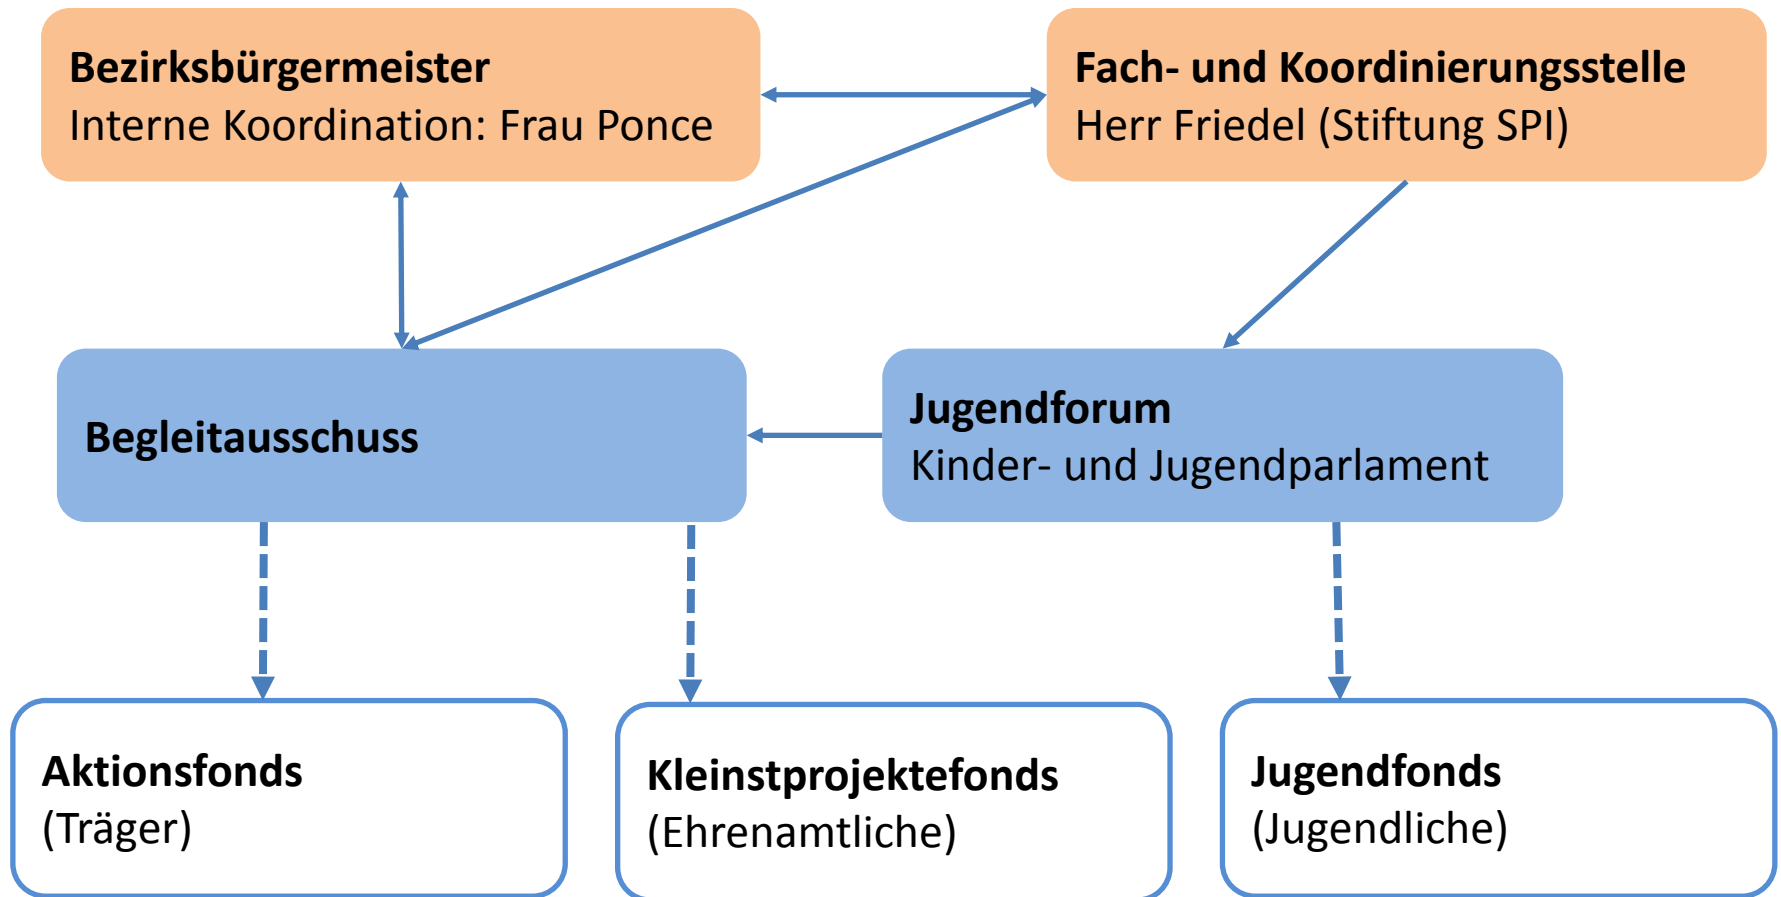 Bezirksbürgermeister
Interne Koordination: Frau Ponce
Fach- und Koordinierungsstelle
Herr Friedel (Stiftung SPI)
Begleitausschuss
Jugendforum
Kinder- und Jugendparlament
Aktionsfonds
(Träger)
Kleinstprojektefonds
(Ehrenamtliche)
Jugendfonds
(Jugendliche)